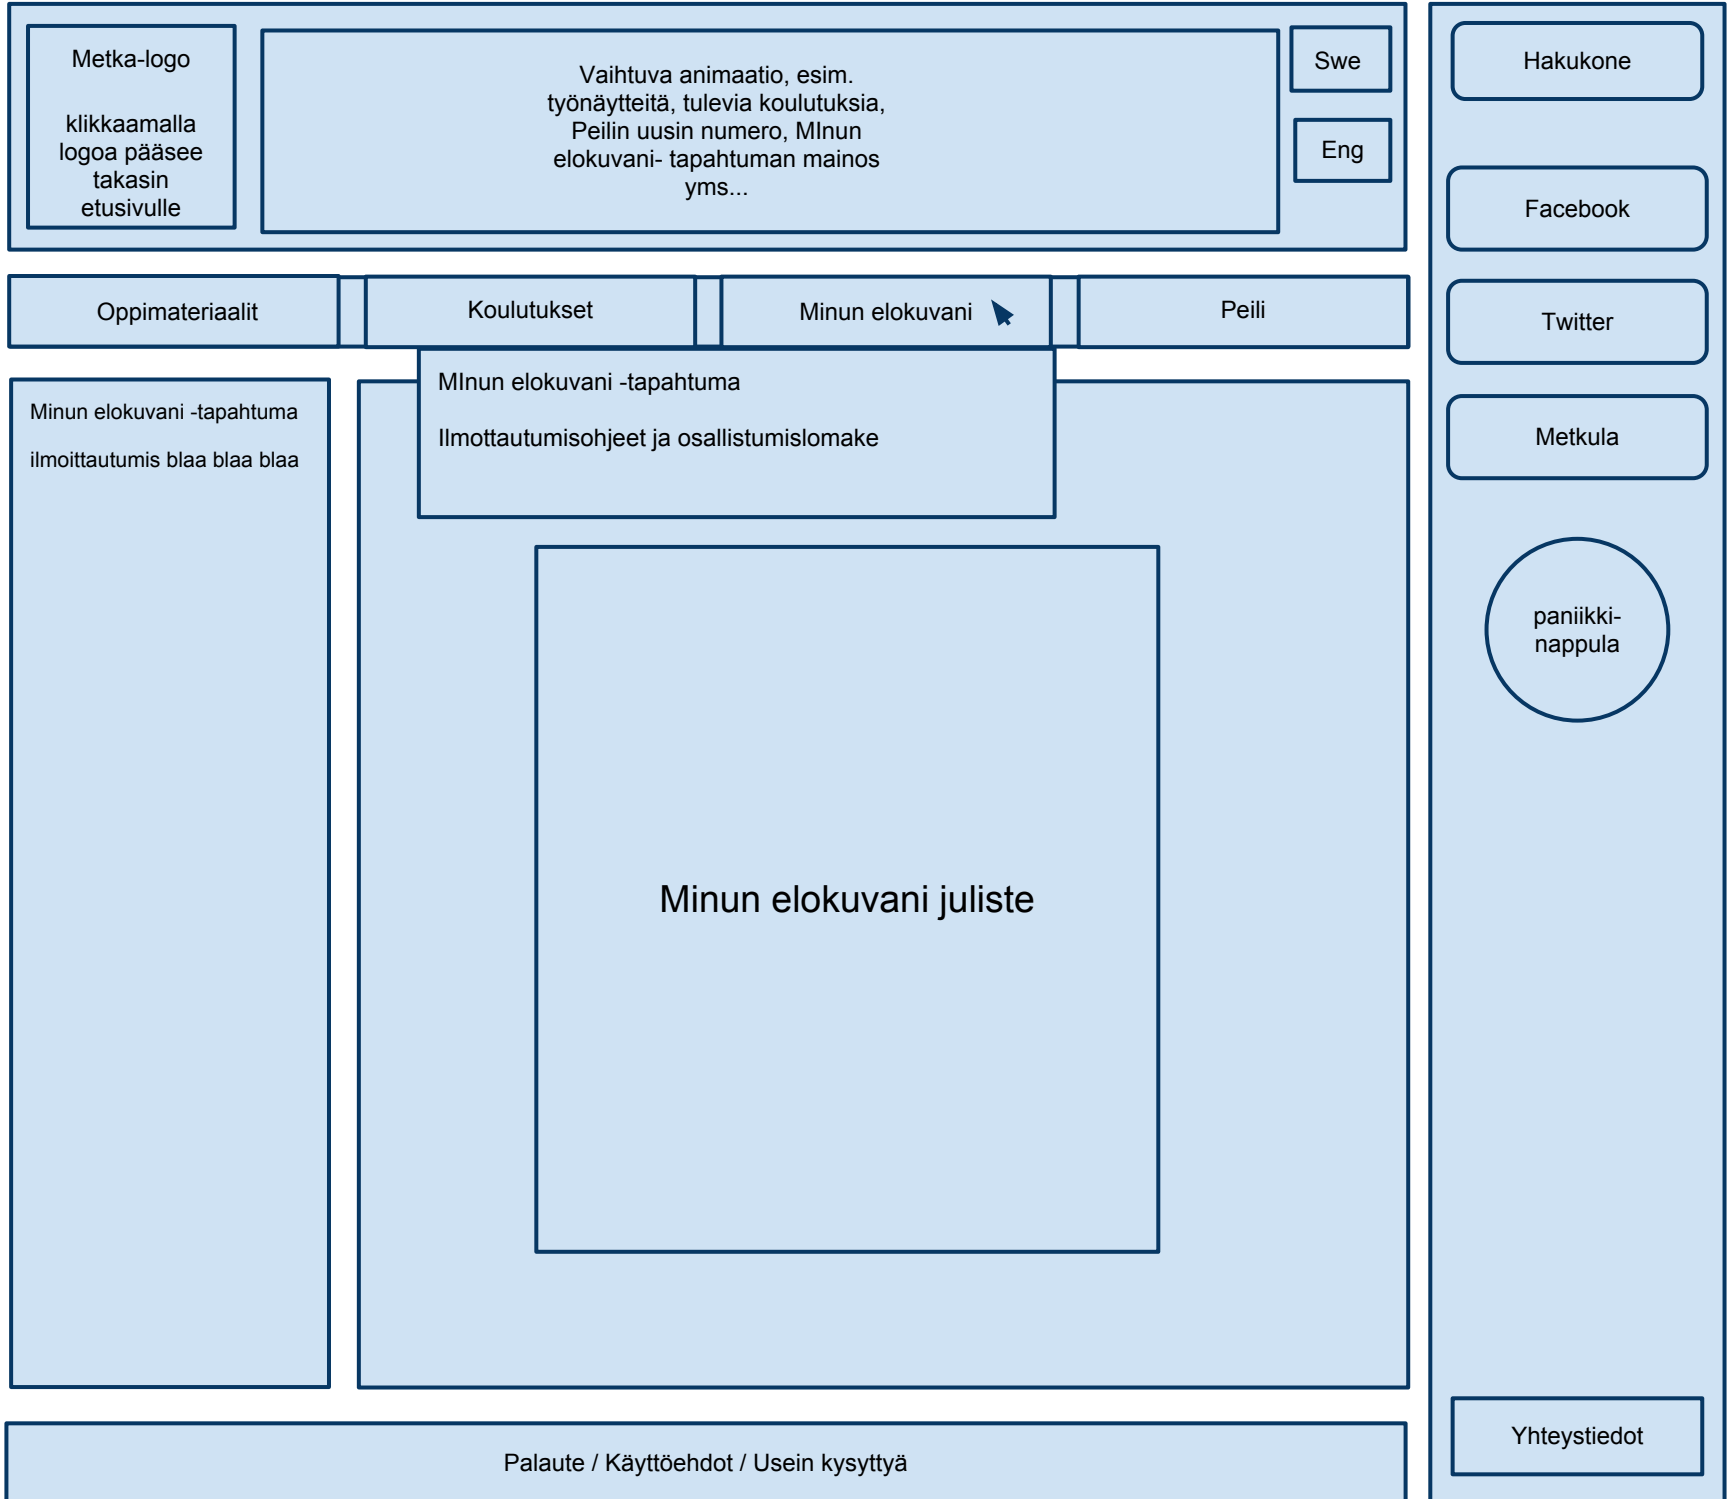 Metka-logo
klikkaamalla
logoa pääsee
takasin
etusivulle
Vaihtuva animaatio, esim.
työnäytteitä, tulevia koulutuksia,
Peilin uusin numero, MInun
elokuvani- tapahtuman mainos
yms...
Swe
Eng
Hakukone
Facebook
Twitter
Metkula
paniikki-
nappula
Yhteystiedot
Oppimateriaalit
Koulutukset
Minun elokuvani
Peili
MInun elokuvani -tapahtuma
Ilmottautumisohjeet ja osallistumislomake
Minun elokuvani -tapahtuma
ilmoittautumis blaa blaa blaa
Minun elokuvani juliste
Palaute / Käyttöehdot / Usein kysyttyä